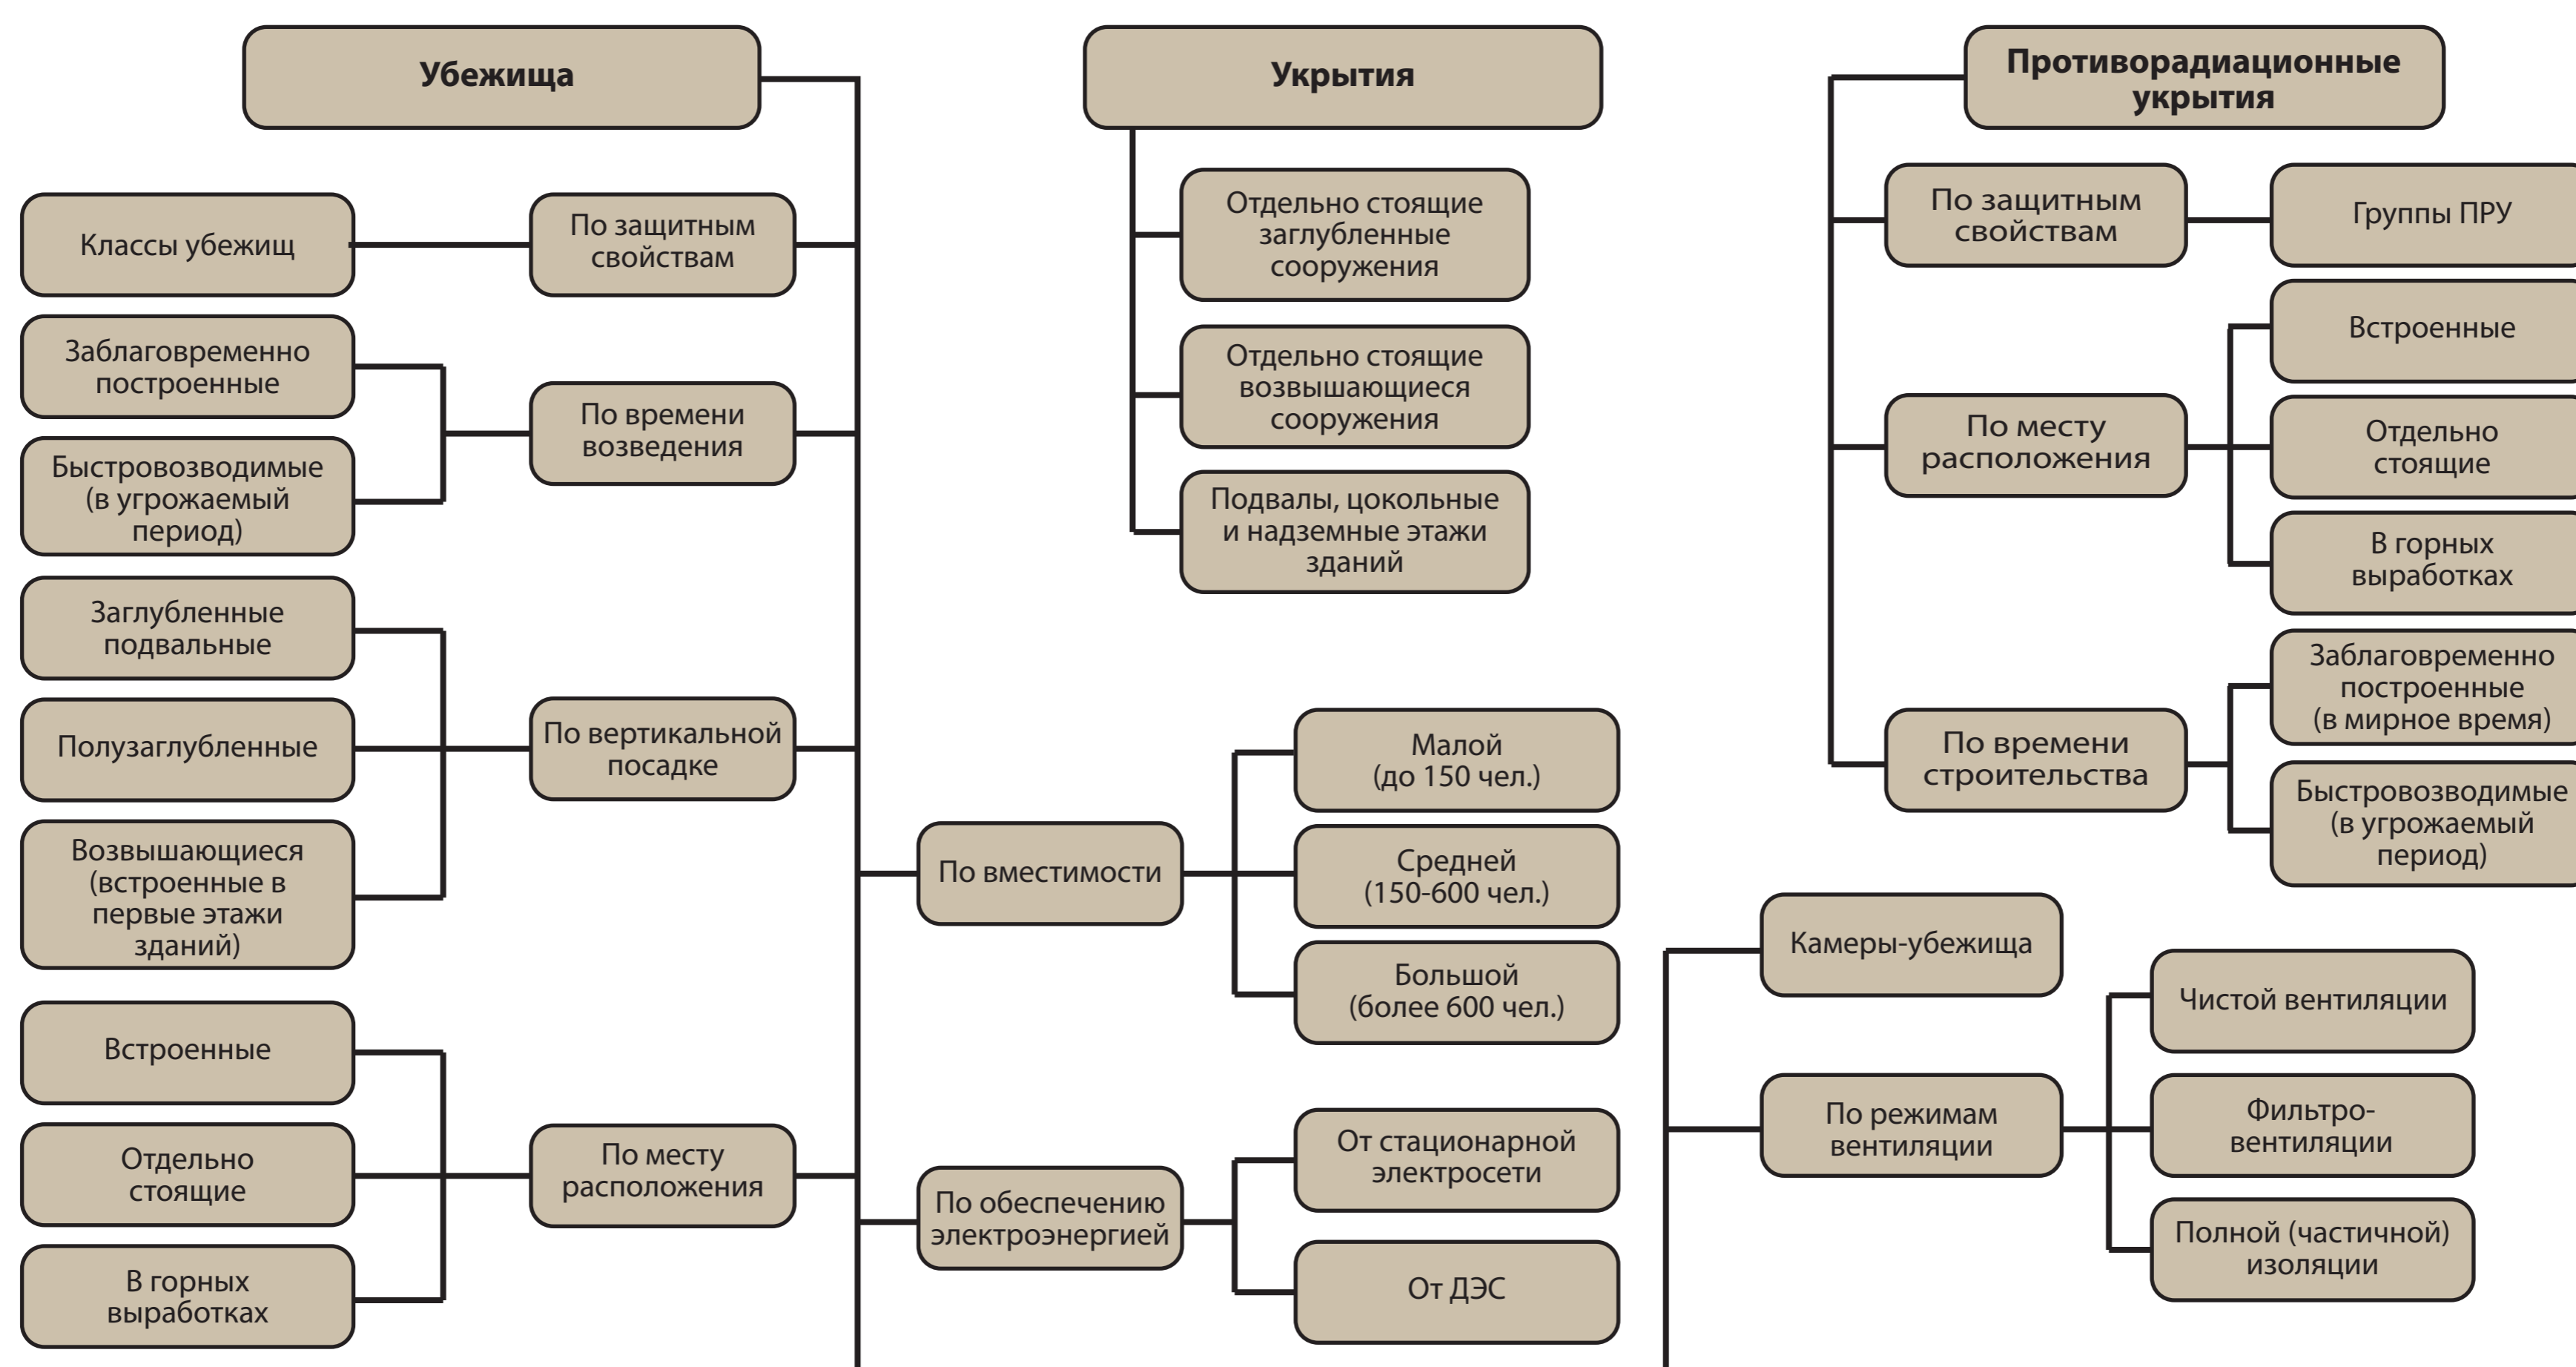 Убежища
Классы убежищ
По защитным
свойствам
Заблаговременно
построенные
Быстровозводимые
(в угрожаемый
период)
По времени
возведения
Заглубленные
подвальные
Полузаглубленные
Возвышающиеся
(встроенные в
первые этажи
зданий)
По вертикальной
посадке
Встроенные
Отдельно
стоящие
В горных
выработках
По месту
расположения
По вместимости
Малой
(до 150 чел.)
Средней
(150-600 чел.)
Большой
(более 600 чел.)
По обеспечению
электроэнергией
От стационарной
электросети
От ДЭС
Камеры-убежища
По режимам
вентиляции
Чистой вентиляции
Фильтро-
вентиляции
Полной (частичной)
изоляции
Укрытия
Отдельно стоящие
заглубленные
сооружения
Отдельно стоящие
возвышающиеся
сооружения
Подвалы, цокольные
и надземные этажи
зданий
Противорадиационные
укрытия
По защитным
свойствам
Группы ПРУ
По месту
расположения
Встроенные
Отдельно
стоящие
В горных
выработках
По времени
строительства
Заблаговременно
построенные
(в мирное время)
Быстровозводимые
(в угрожаемый
период)